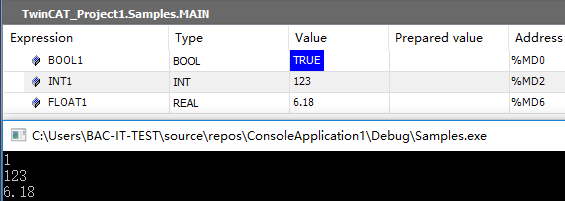 TwinCAT_Project1.Samples.MAIN
Expression Type Value Prepared value Address
BOOL1 BOOL TRUE %MD0
INT1 INT 123 %MD2
FLOAT1 REAL 6.18 %MD6
C:\Users\BAC-IT-TEST\source\repos\ConsoleApplication1\Debug\Samples.exe
1
123
6.18